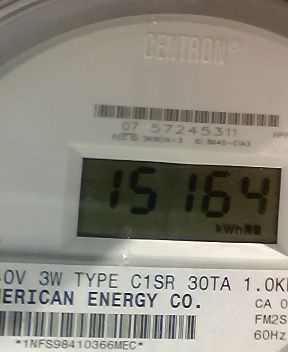 CENTRON®
07 57245311
15164
kWh
3W TYPE C1SR 30TA 1.0K
ERICAN ENERGY CO.
CA 0
FM2S
60Hz
*1NFS98410366MEC*